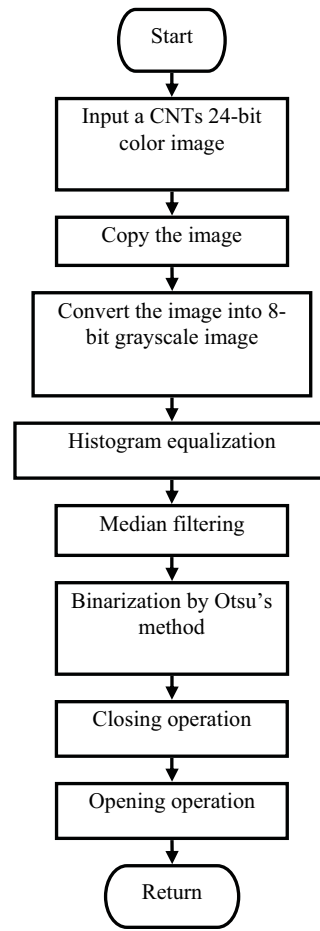 Start
Input a CNTs 24-bit
color image
Copy the image
Convert the image into 8-
bit grayscale image
Histogram equalization
Median filtering
Binarization by Otsu’s
method
Closing operation
Opening operation
Return